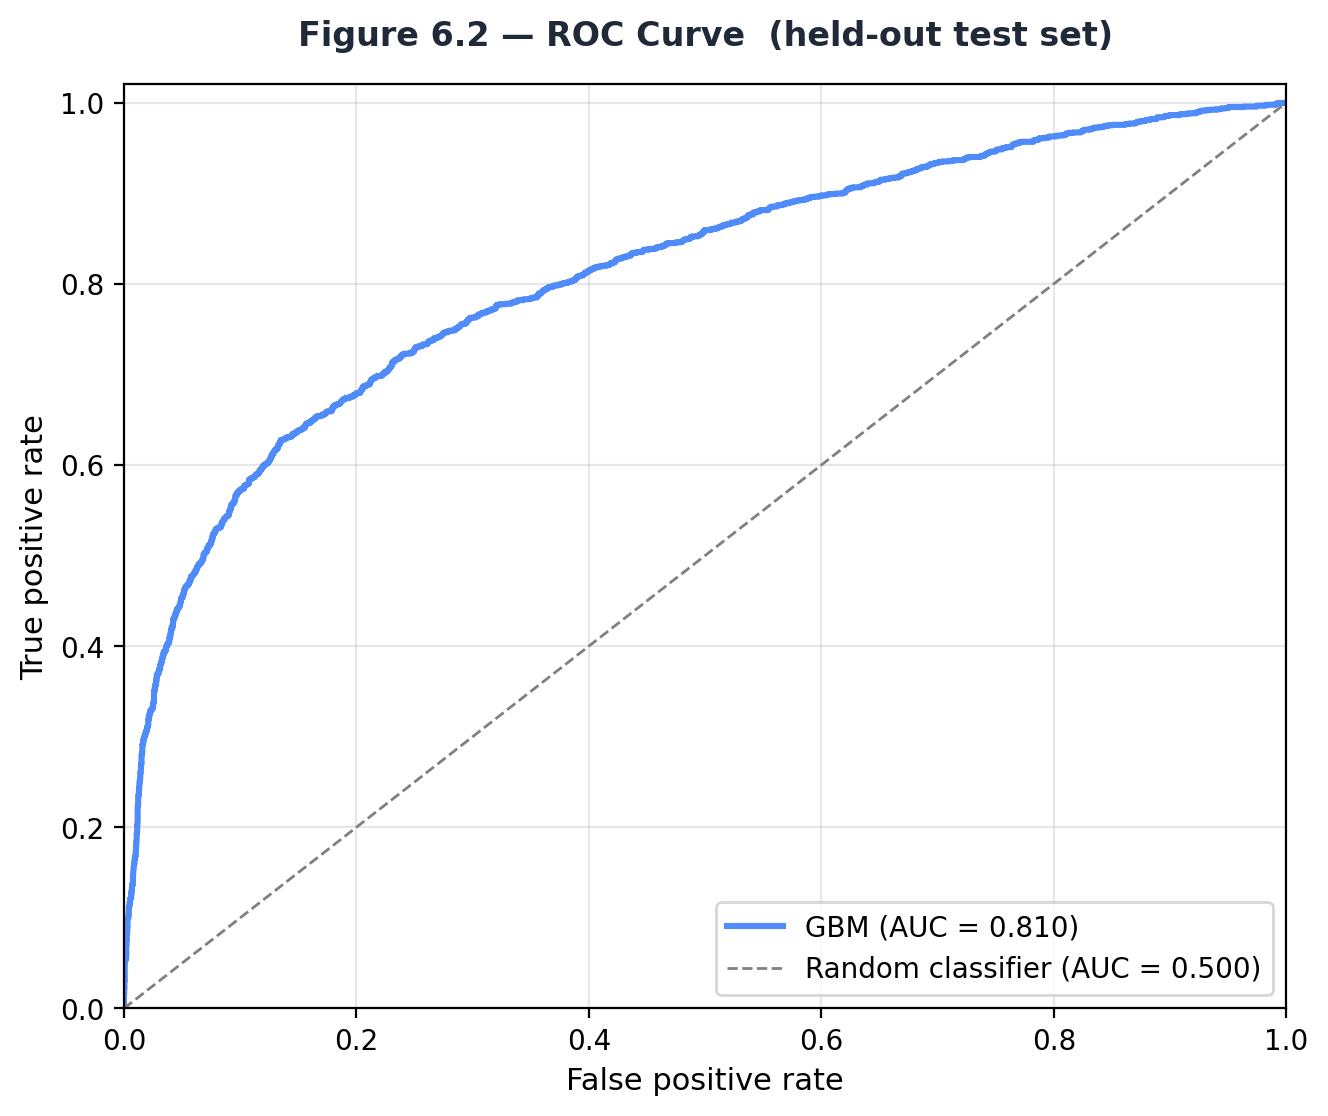 Figure 6.2 — ROC Curve  (held-out test set)
1.0
0.8
0.6
0.4
0.2
0.0
True positive rate
GBM (AUC = 0.810)
Random classifier (AUC = 0.500)
0.0 0.2 0.4 0.6 0.8 1.0
False positive rate